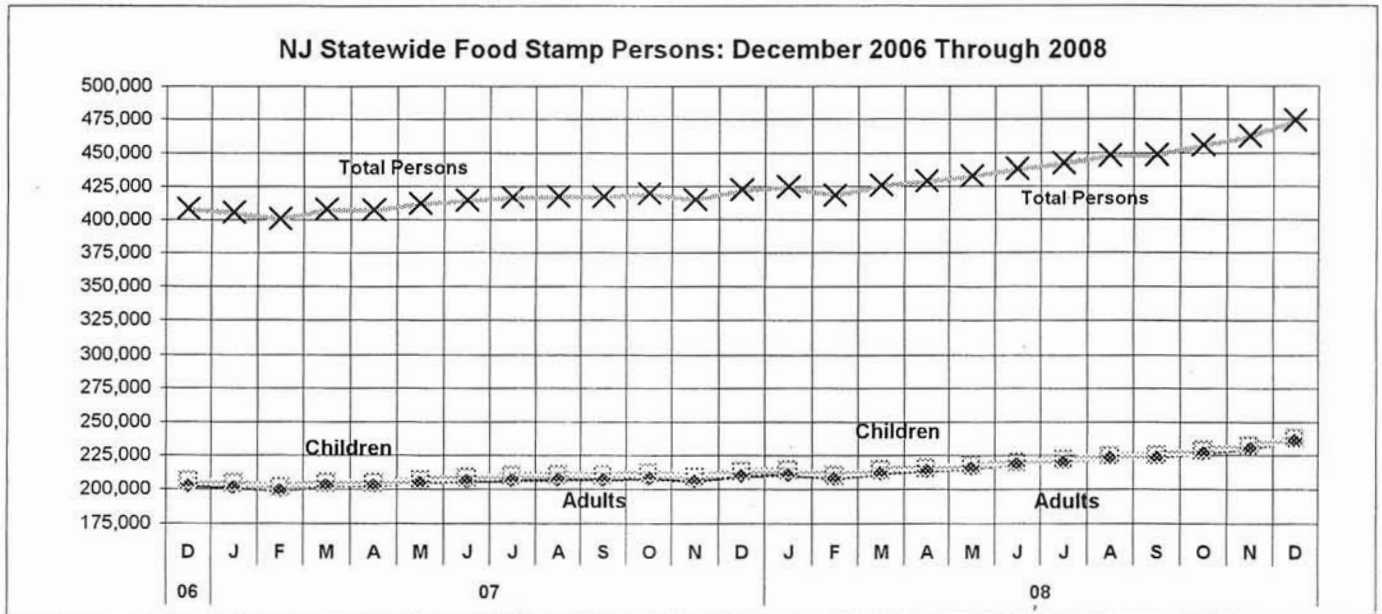 NJ Statewide Food Stamp Persons: December 2006 Through 2008
500,000
475,000
450,000
425,000
400,000
375,000
350,000
325,000
300,000
275,000
250,000
225,000
200,000
175,000
Total Persons
Total Persons
Children
Children
Adults
Adults
D J F M A M J J A S O N D J F M A M J J A S O N D
06 07 08